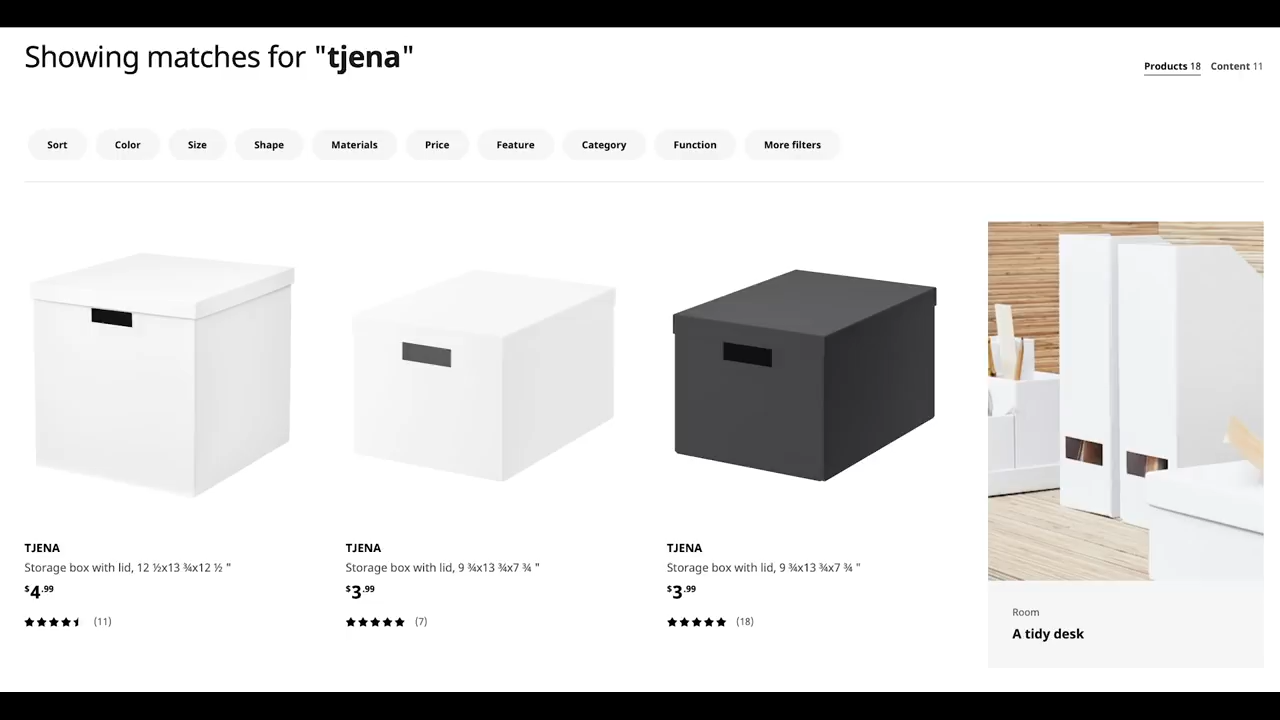 Showing matches for "tjena"
Products 18 Content 11
Sort Color Size Shape Materials Price Feature Category Function More filters
TJENA
Storage box with lid, 12 ½x13 ¾x12 ½ "
$4.99
(11)
TJENA
Storage box with lid, 9 ¾x13 ¾x7 ¾ "
$3.99
(7)
TJENA
Storage box with lid, 9 ¾x13 ¾x7 ¾ "
$3.99
(18)
Room
A tidy desk